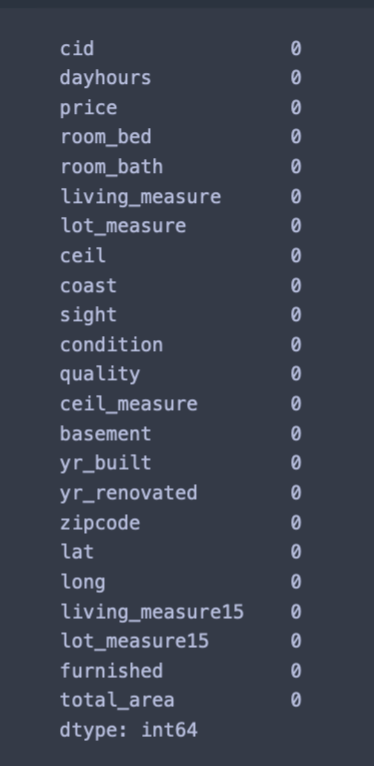 cid 0
dayhours 0
price 0
room_bed 0
room_bath 0
living_measure 0
lot_measure 0
ceil 0
coast 0
sight 0
condition 0
quality 0
ceil_measure 0
basement 0
yr_built 0
yr_renovated 0
zipcode 0
lat 0
long 0
living_measure15 0
lot_measure15 0
furnished 0
total_area 0
dtype: int64